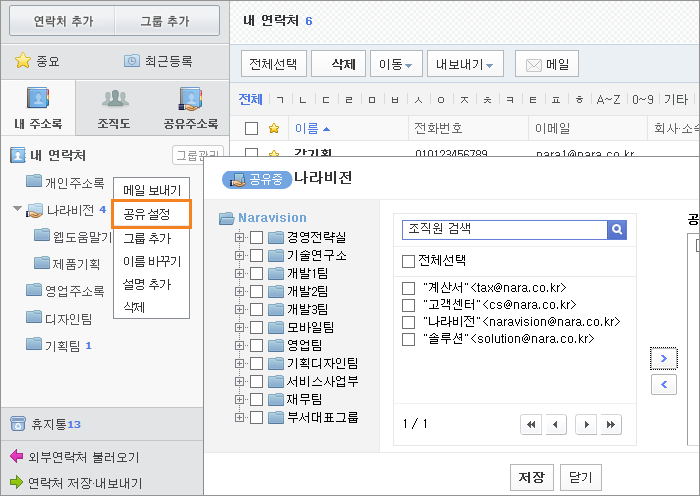 연락처 추가 그룹 추가
중요 최근등록
내 주소록 조직도 공유주소록
내 연락처 그룹관리
개인주소록
나라비전 4
웹도움말기
제품기획
영업주소록
디자인팀
기획팀 1
메일 보내기
공유 설정
그룹 추가
이름 바꾸기
설명 추가
삭제
휴지통13
외부연락처 불러오기
연락처 저장·내보내기
내 연락처 6
전체선택 삭제 이동 내보내기 메일
전체 ㄱ ㄴ ㄷ ㄹ ㅁ ㅂ ㅅ ㅇ ㅈ ㅊ ㅋ ㅌ ㅍ ㅎ A~Z 0~9 기타
이름 전화번호 이메일 회사·소속
강기획 010123456789 nara1@nara.co.kr
공유중 나라비전
Naravision
경영전략실
기술연구소
개발1팀
개발2팀
개발3팀
모바일팀
영업팀
기획디자인팀
서비스사업부
재무팀
부서대표그룹
조직원 검색
전체선택
"계산서"<tax@nara.co.kr>
"고객센터"<cs@nara.co.kr>
"나라비전"<naravision@nara.co.kr>
"솔루션"<solution@nara.co.kr>
1 / 1
공
저장 닫기